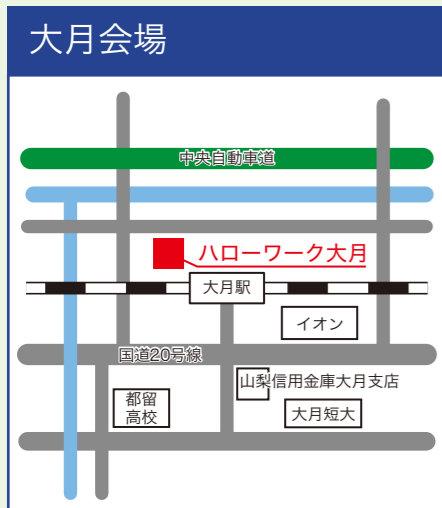 大月会場
中央自動車道
ハローワーク大月
大月駅
イオン
国道20号線
山梨信用金庫大月支店
都留
高校
大月短大